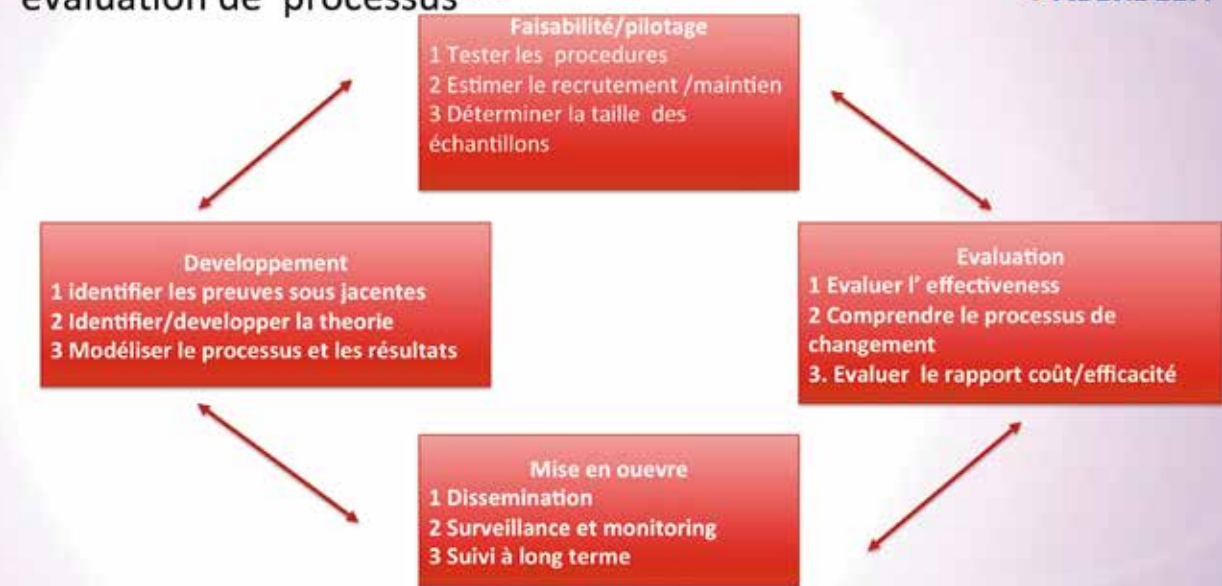 évaluation de processus
Faisabilité/pilotage
1 Tester les procedures
2 Estimer le recrutement /maintien
3 Déterminer la taille des
échantillons
Developpement
1 identifier les preuves sous jacentes
2 Identifier/developper la theorie
3 Modéliser le processus et les résultats
Evaluation
1 Evaluer l' effectiveness
2 Comprendre le processus de
changement
3. Evaluer le rapport coût/efficacité
Mise en ouevre
1 Dissemination
2 Surveillance et monitoring
3 Suivi à long terme